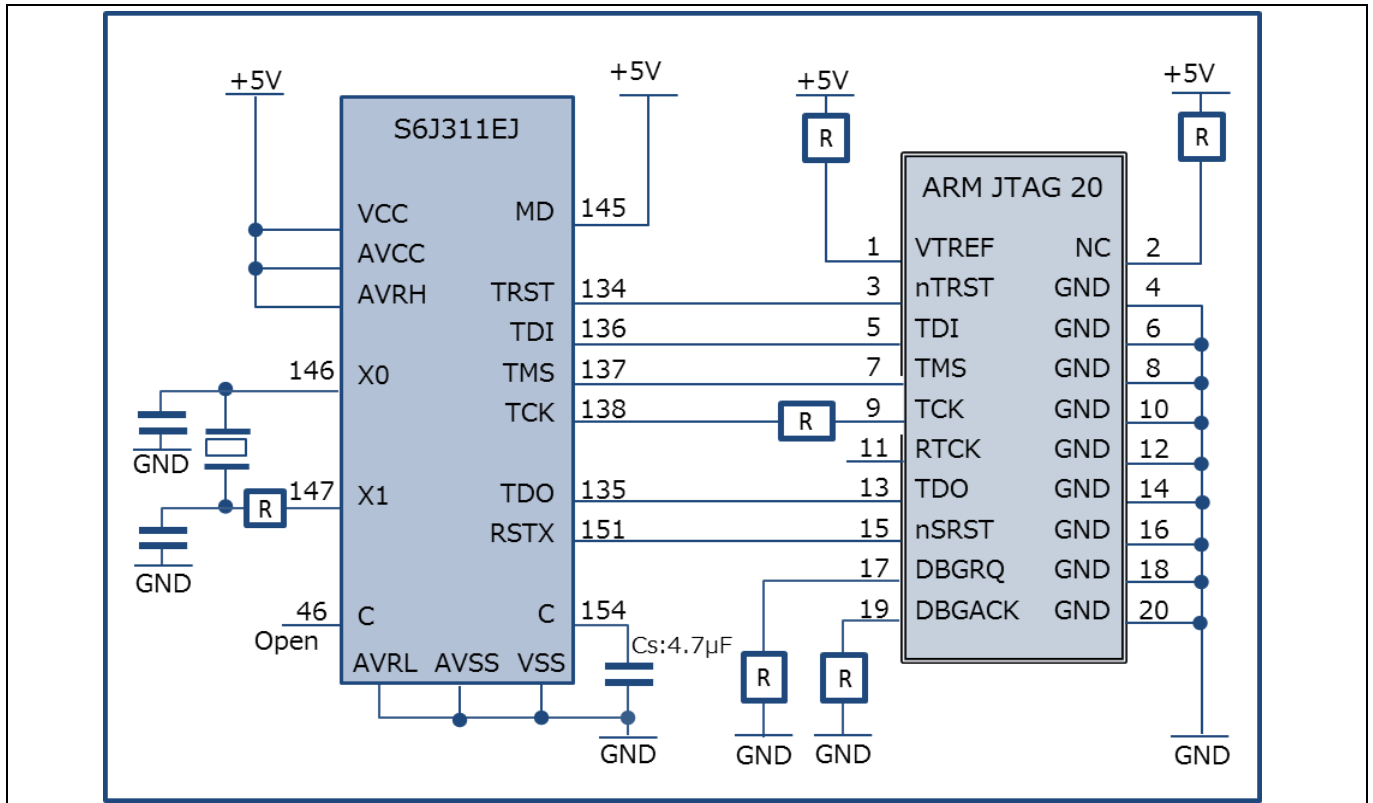 +5V
+5V
+5V
+5V
S6J311EJ
ARM JTAG 20
R
R
VCC
AVCC
AVRH
MD
145
TRST
134
TDI
136
146
X0
TMS
137
TCK
138
R
GND
147
X1
R
TDO
135
RSTX
151
GND
46
C
Open
C
154
Cs:4.7µF
AVRL
AVSS
VSS
GND
1
VTREF
NC
2
3
nTRST
GND
4
5
TDI
GND
6
7
TMS
GND
8
9
TCK
GND
10
11
RTCK
GND
12
13
TDO
GND
14
15
nSRST
GND
16
17
DBGRQ
GND
18
19
DBGACK
GND
20
R
R
GND
GND
GND